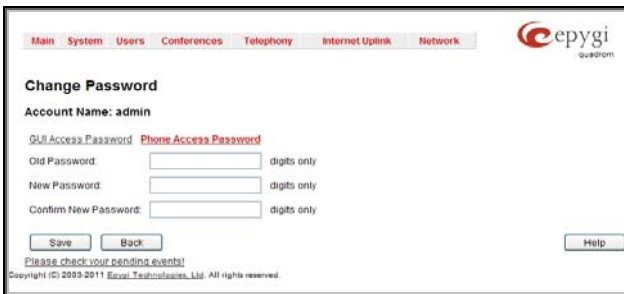 Main System Users Conferences Telephony Internet Uplink Network
epygi
quadrom
Change Password
Account Name: admin
GUI Access Password Phone Access Password
Old Password: digits only
New Password: digits only
Confirm New Password: digits only
Save Back Help
Please check your pending events!
Copyright (C) 2003-2011 Epygi Technologies, Ltd. All rights reserved.